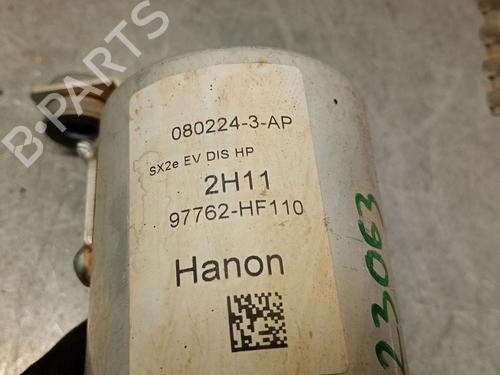 B-PARTS
080224-3-AP
SX2e EV DIS HP
2H11
97762-HF110
Hanon
23063